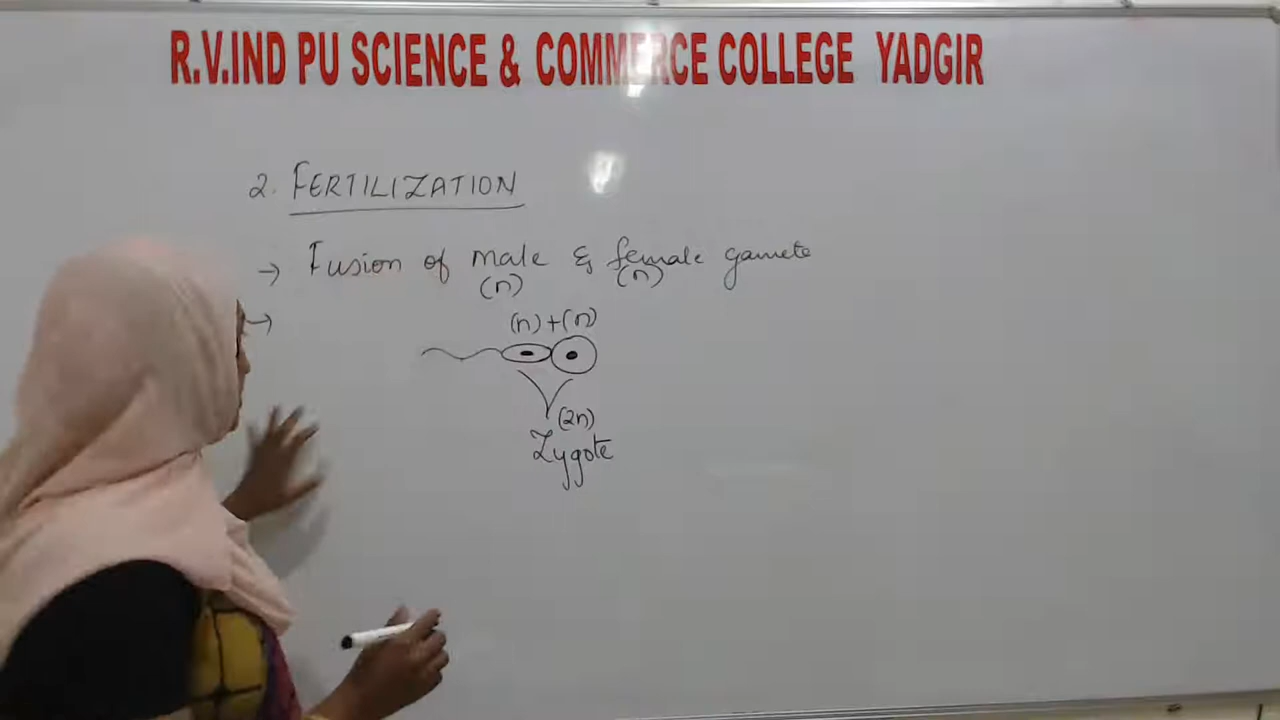 R.V.IND PU SCIENCE & COMMERCE COLLEGE YADGIR
2. FERTILIZATION
→ Fusion of male & female gamete
(n) (n)
→
(n)+(n)
(2n)
Zygote